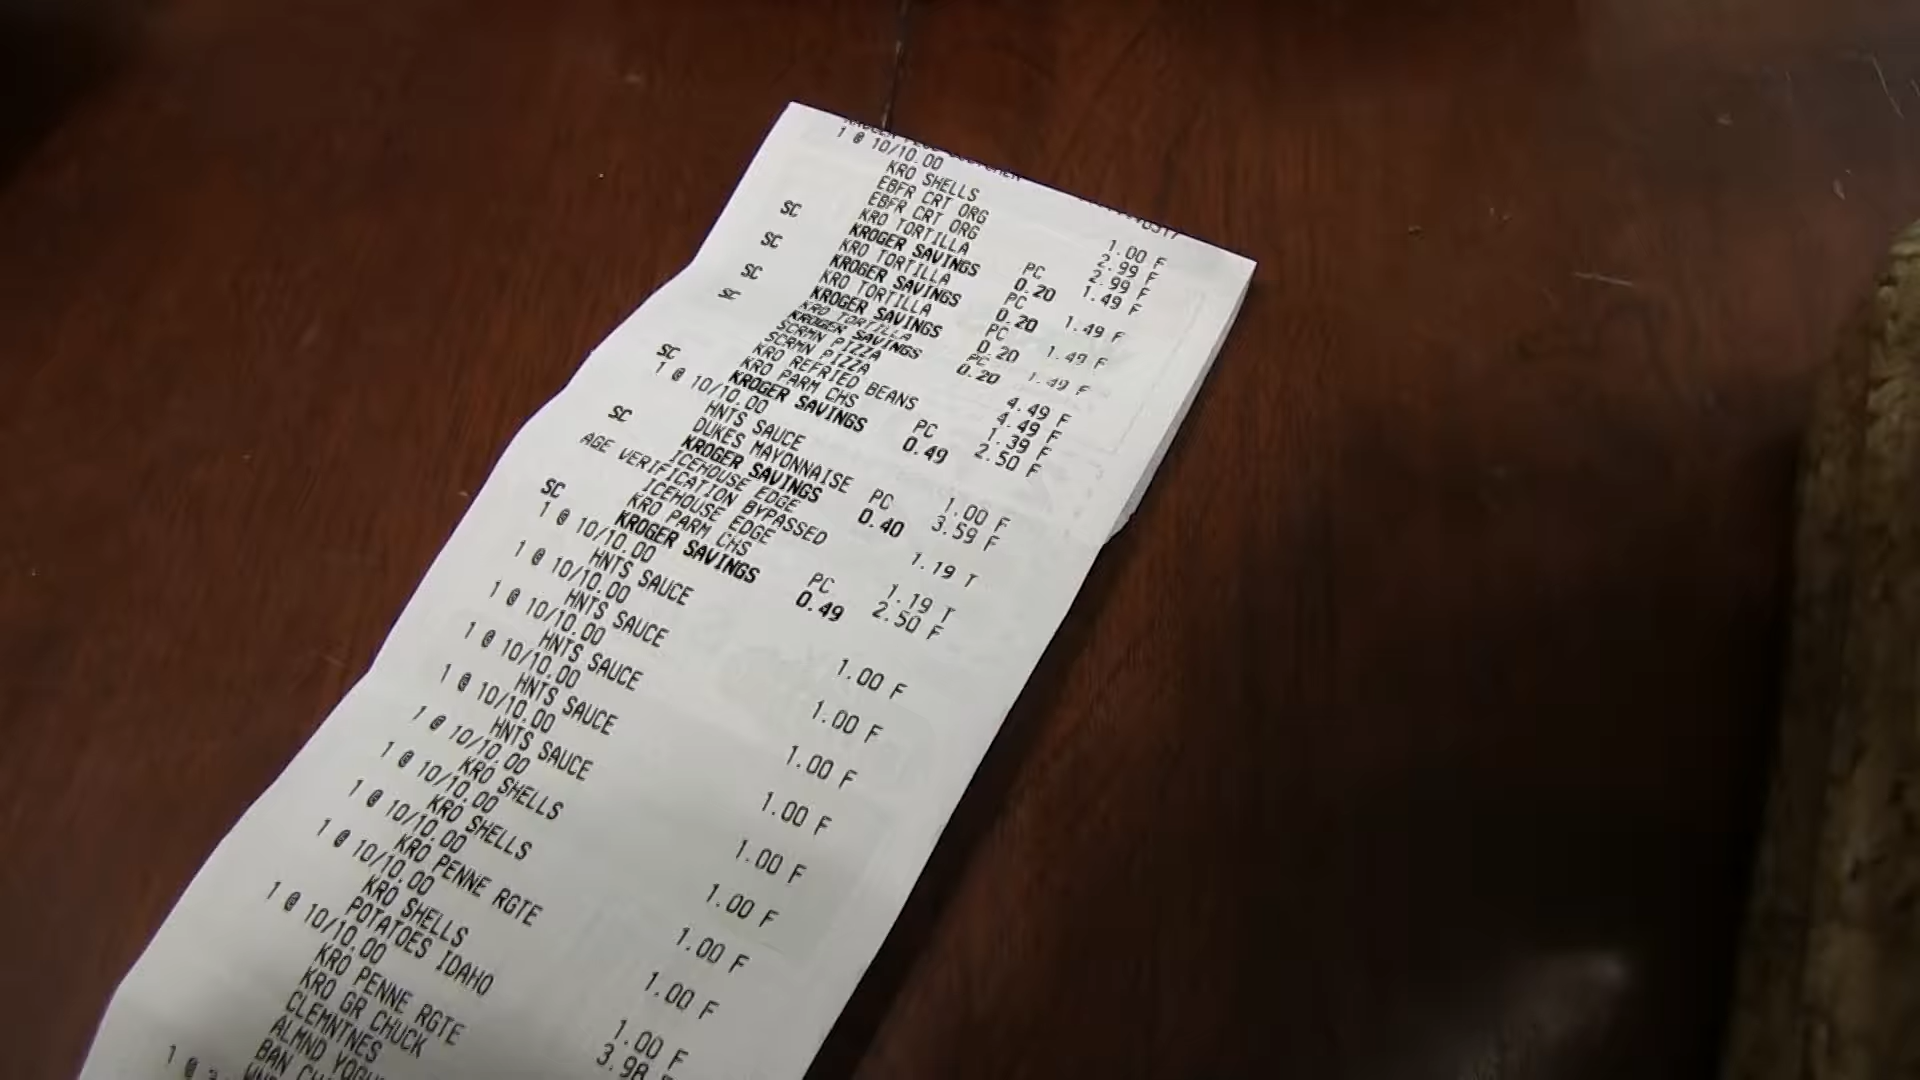 1 @ 10/10.00
KRO SHELLS 1.00 F
EBFR CRT ORG 2.99 F
EBFR CRT ORG 2.99 F
KRO TORTILLA PC 1.49 F
SC KROGER SAVINGS 0.20
KRO TORTILLA PC 1.49 F
SC KROGER SAVINGS 0.20
KRO TORTILLA PC 1.49 F
SC KROGER SAVINGS 0.20
KRO TORTILLA PC 1.49 F
SC KROGER SAVINGS 0.20
SCRMN PIZZA 4.49 F
SCRMN PIZZA 4.49 F
KRO REFRIED BEANS 1.39 F
KRO PARM CHS PC 2.50 F
SC KROGER SAVINGS 0.49
1 @ 10/10.00
HNTS SAUCE 1.00 F
DUKES MAYONNAISE PC 3.59 F
SC KROGER SAVINGS 0.40
ICEHOUSE EDGE 1.19 T
AGE VERIFICATION BYPASSED
ICEHOUSE EDGE 1.19 T
KRO PARM CHS PC 2.50 F
SC KROGER SAVINGS 0.49
1 @ 10/10.00
HNTS SAUCE 1.00 F
1 @ 10/10.00
HNTS SAUCE 1.00 F
1 @ 10/10.00
HNTS SAUCE 1.00 F
1 @ 10/10.00
HNTS SAUCE 1.00 F
1 @ 10/10.00
HNTS SAUCE 1.00 F
1 @ 10/10.00
KRO SHELLS 1.00 F
1 @ 10/10.00
KRO SHELLS 1.00 F
1 @ 10/10.00
KRO PENNE RGTE 1.00 F
1 @ 10/10.00
KRO SHELLS 1.00 F
POTATOES IDAHO 3.98
1 @ 10/10.00
KRO PENNE RGTE
KRO GR CHUCK
CLEMNTNES
ALMND
BAN
1 @